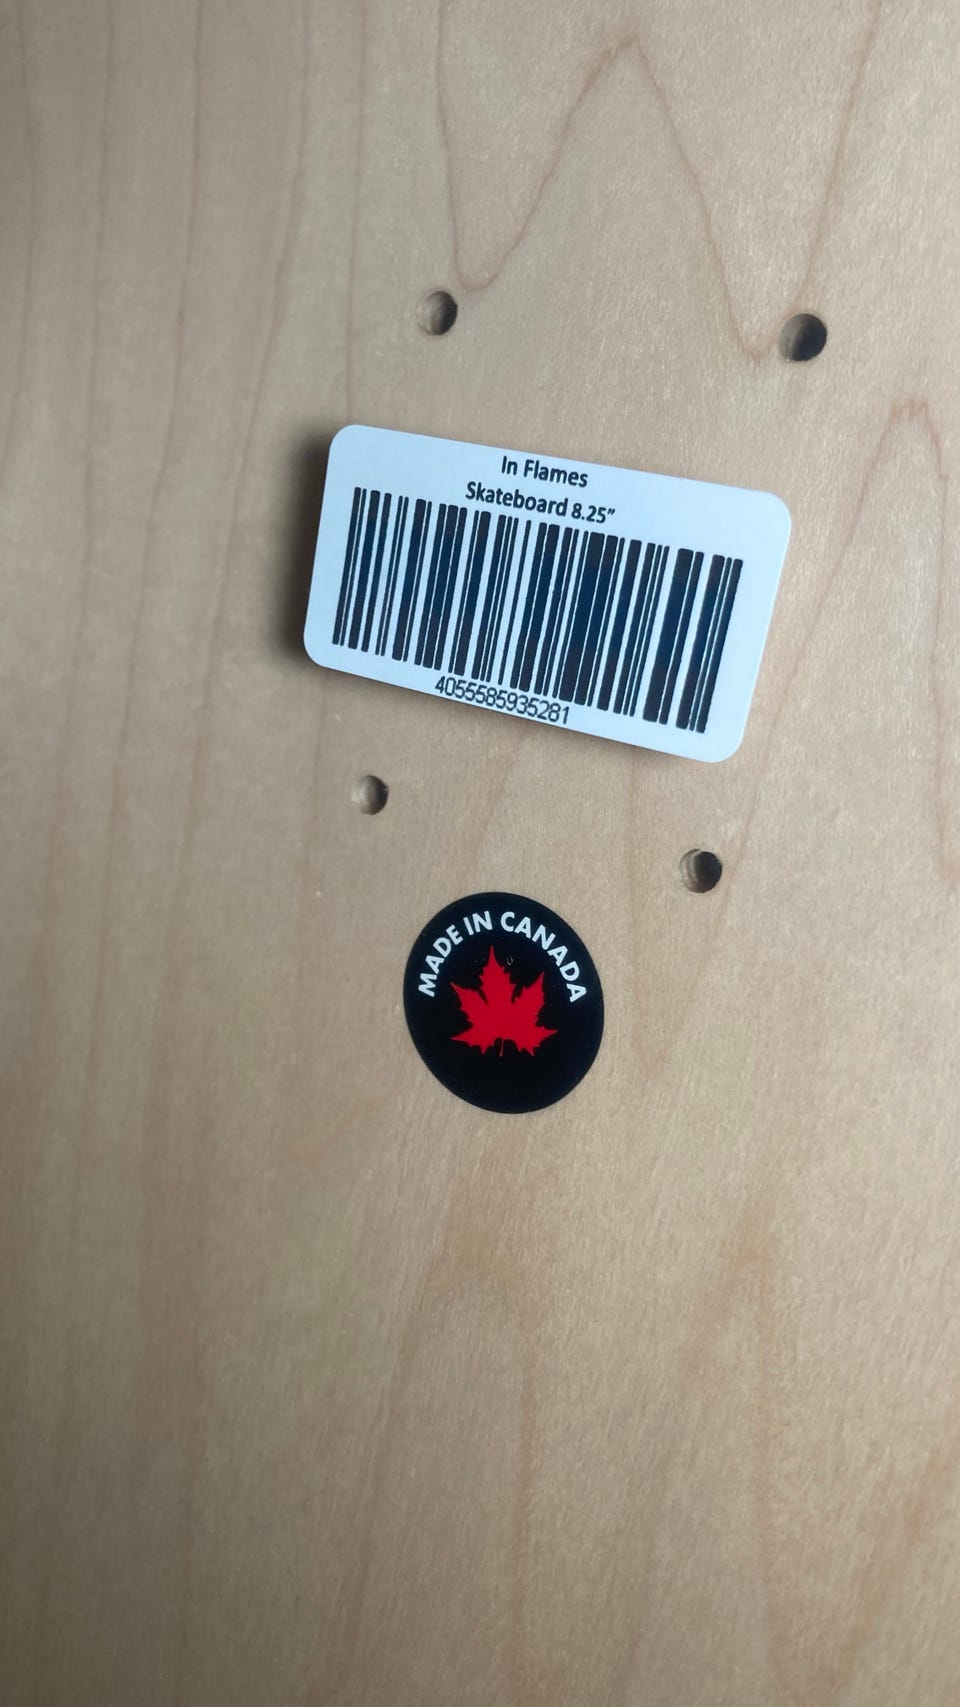 In Flames
Skateboard 8.25”
4055585935281
MADE IN CANADA